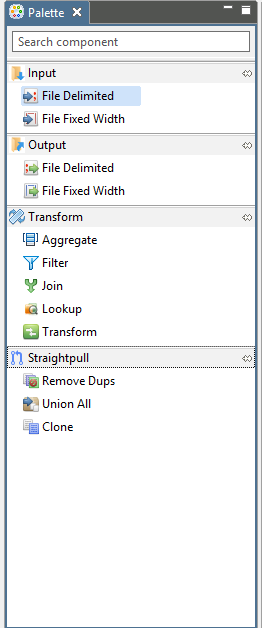 Palette
Search component
Input
File Delimited
File Fixed Width
Output
File Delimited
File Fixed Width
Transform
Aggregate
Filter
Join
Lookup
Transform
Straightpull
Remove Dups
Union All
Clone